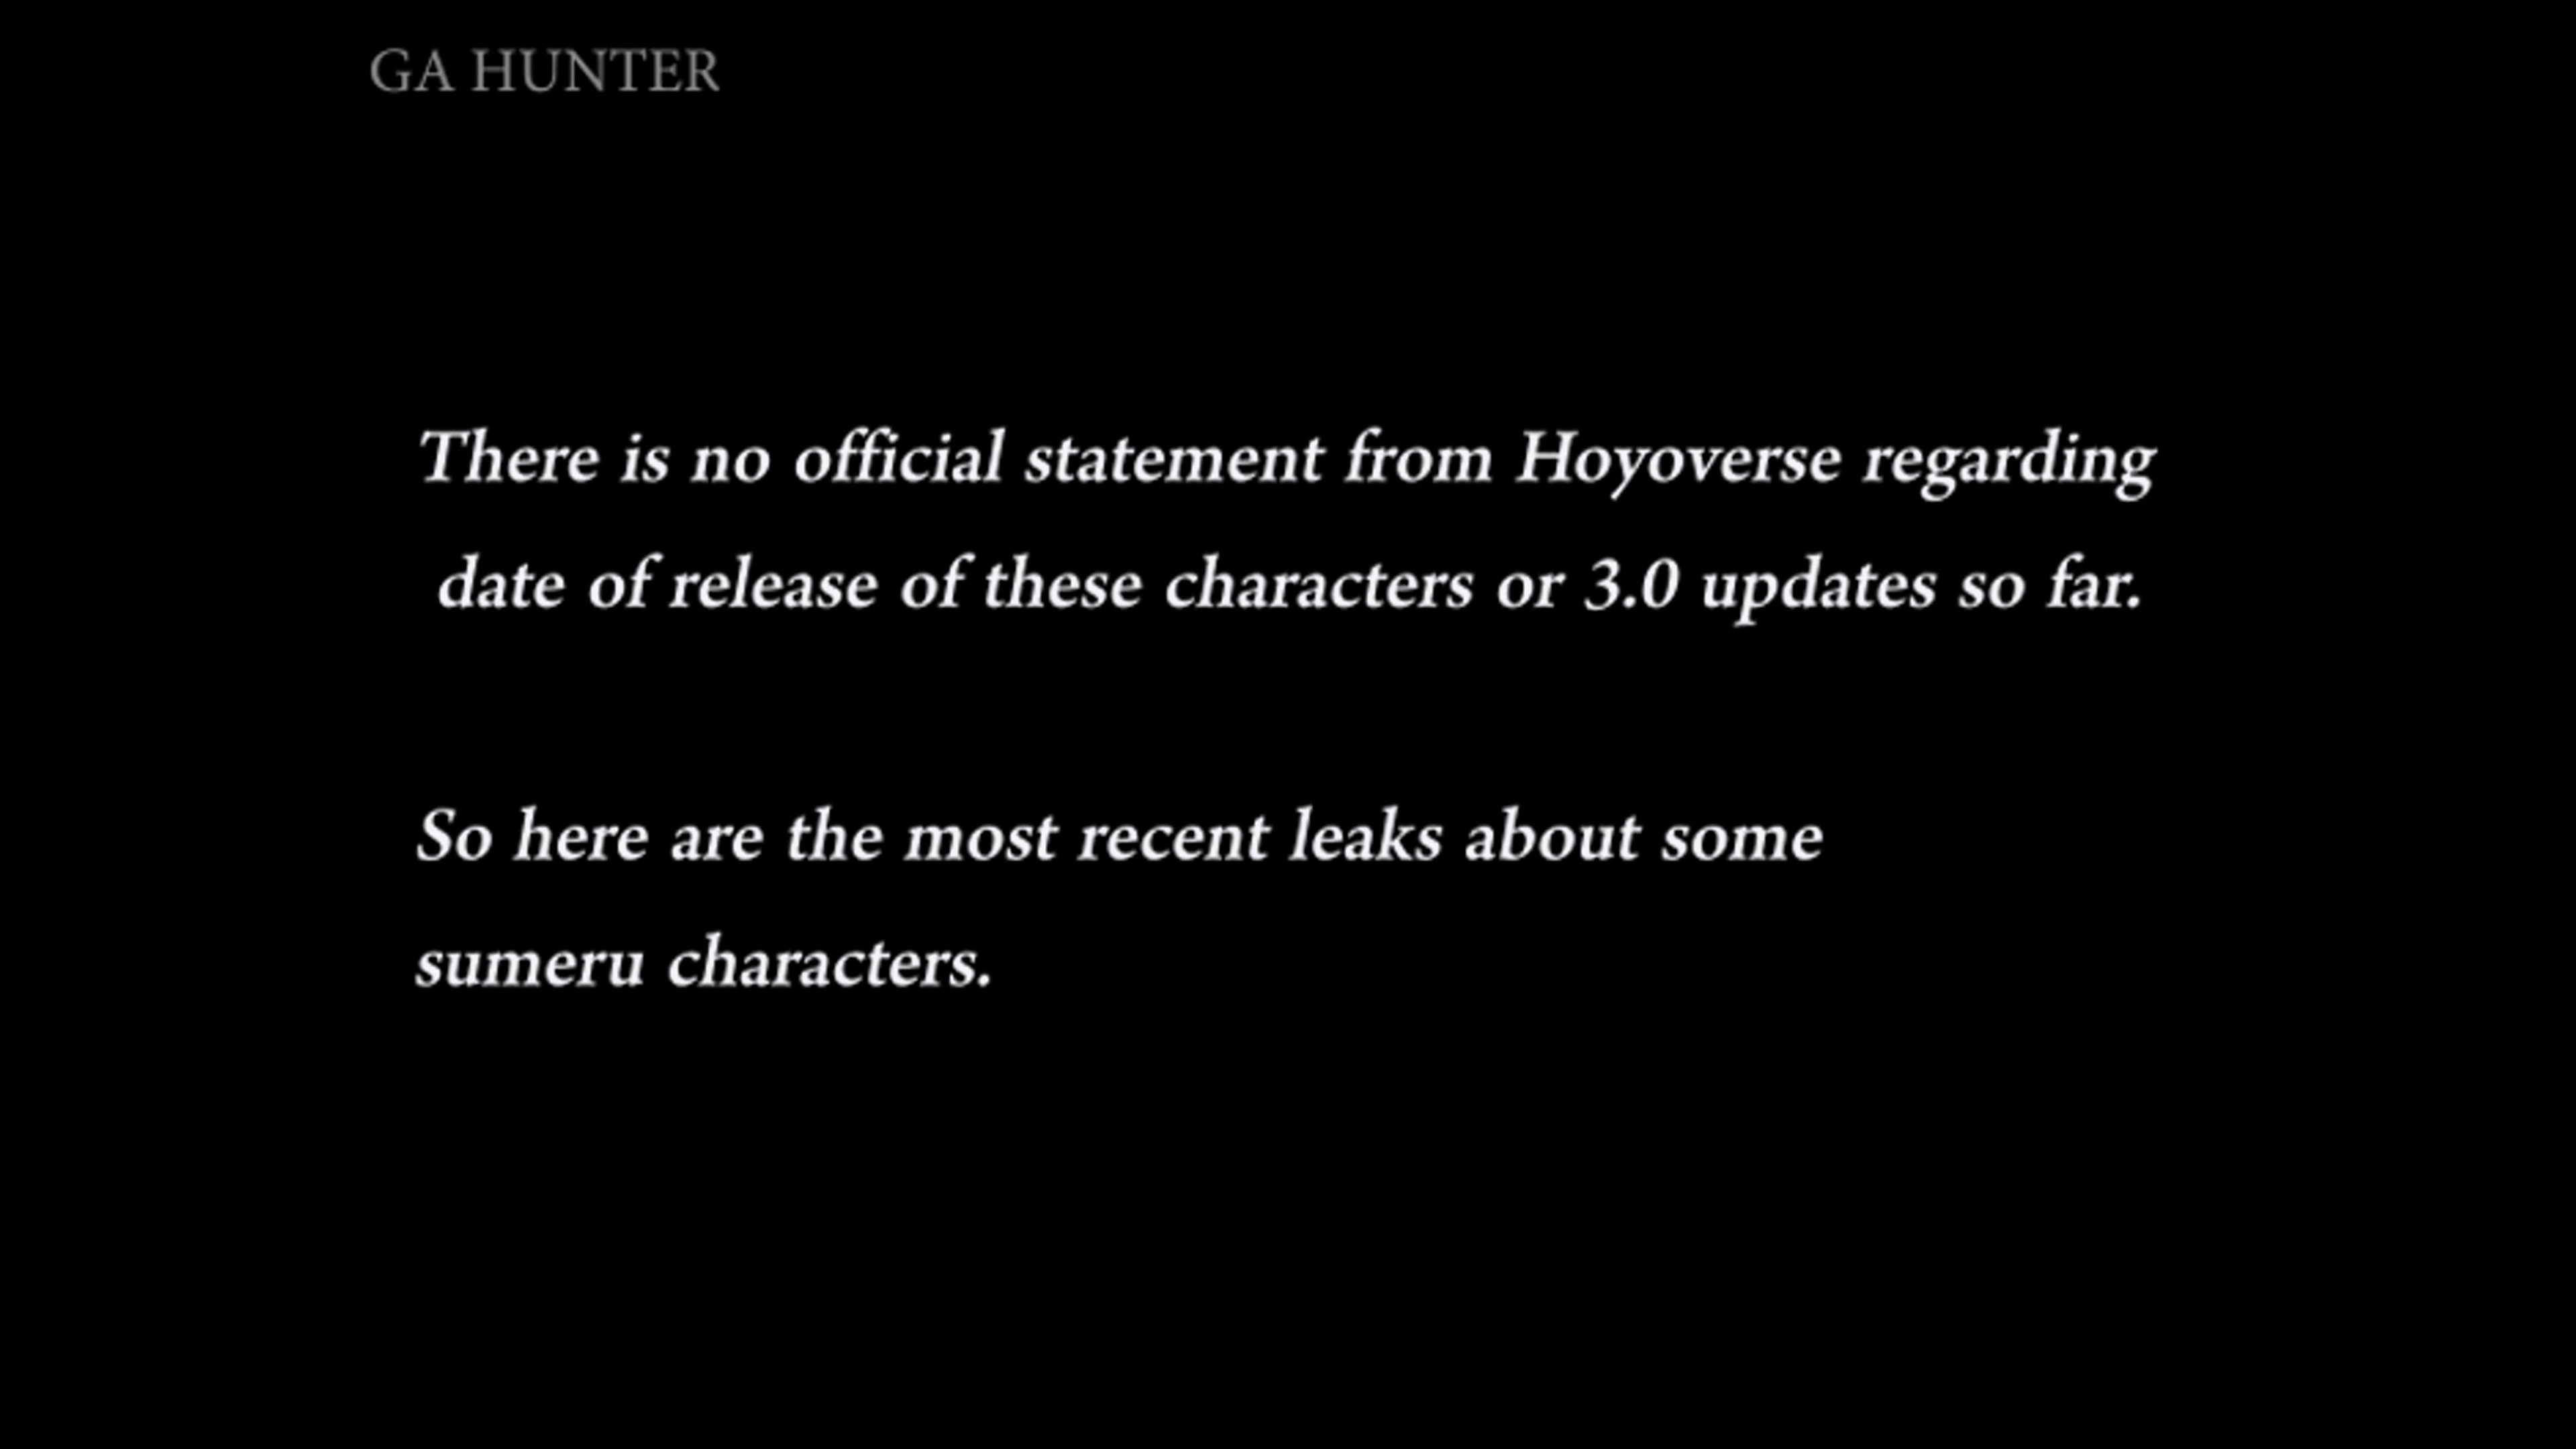 GA HUNTER
There is no official statement from Hoyoverse regarding
date of release of these characters or 3.0 updates so far.
So here are the most recent leaks about some
sumeru characters.